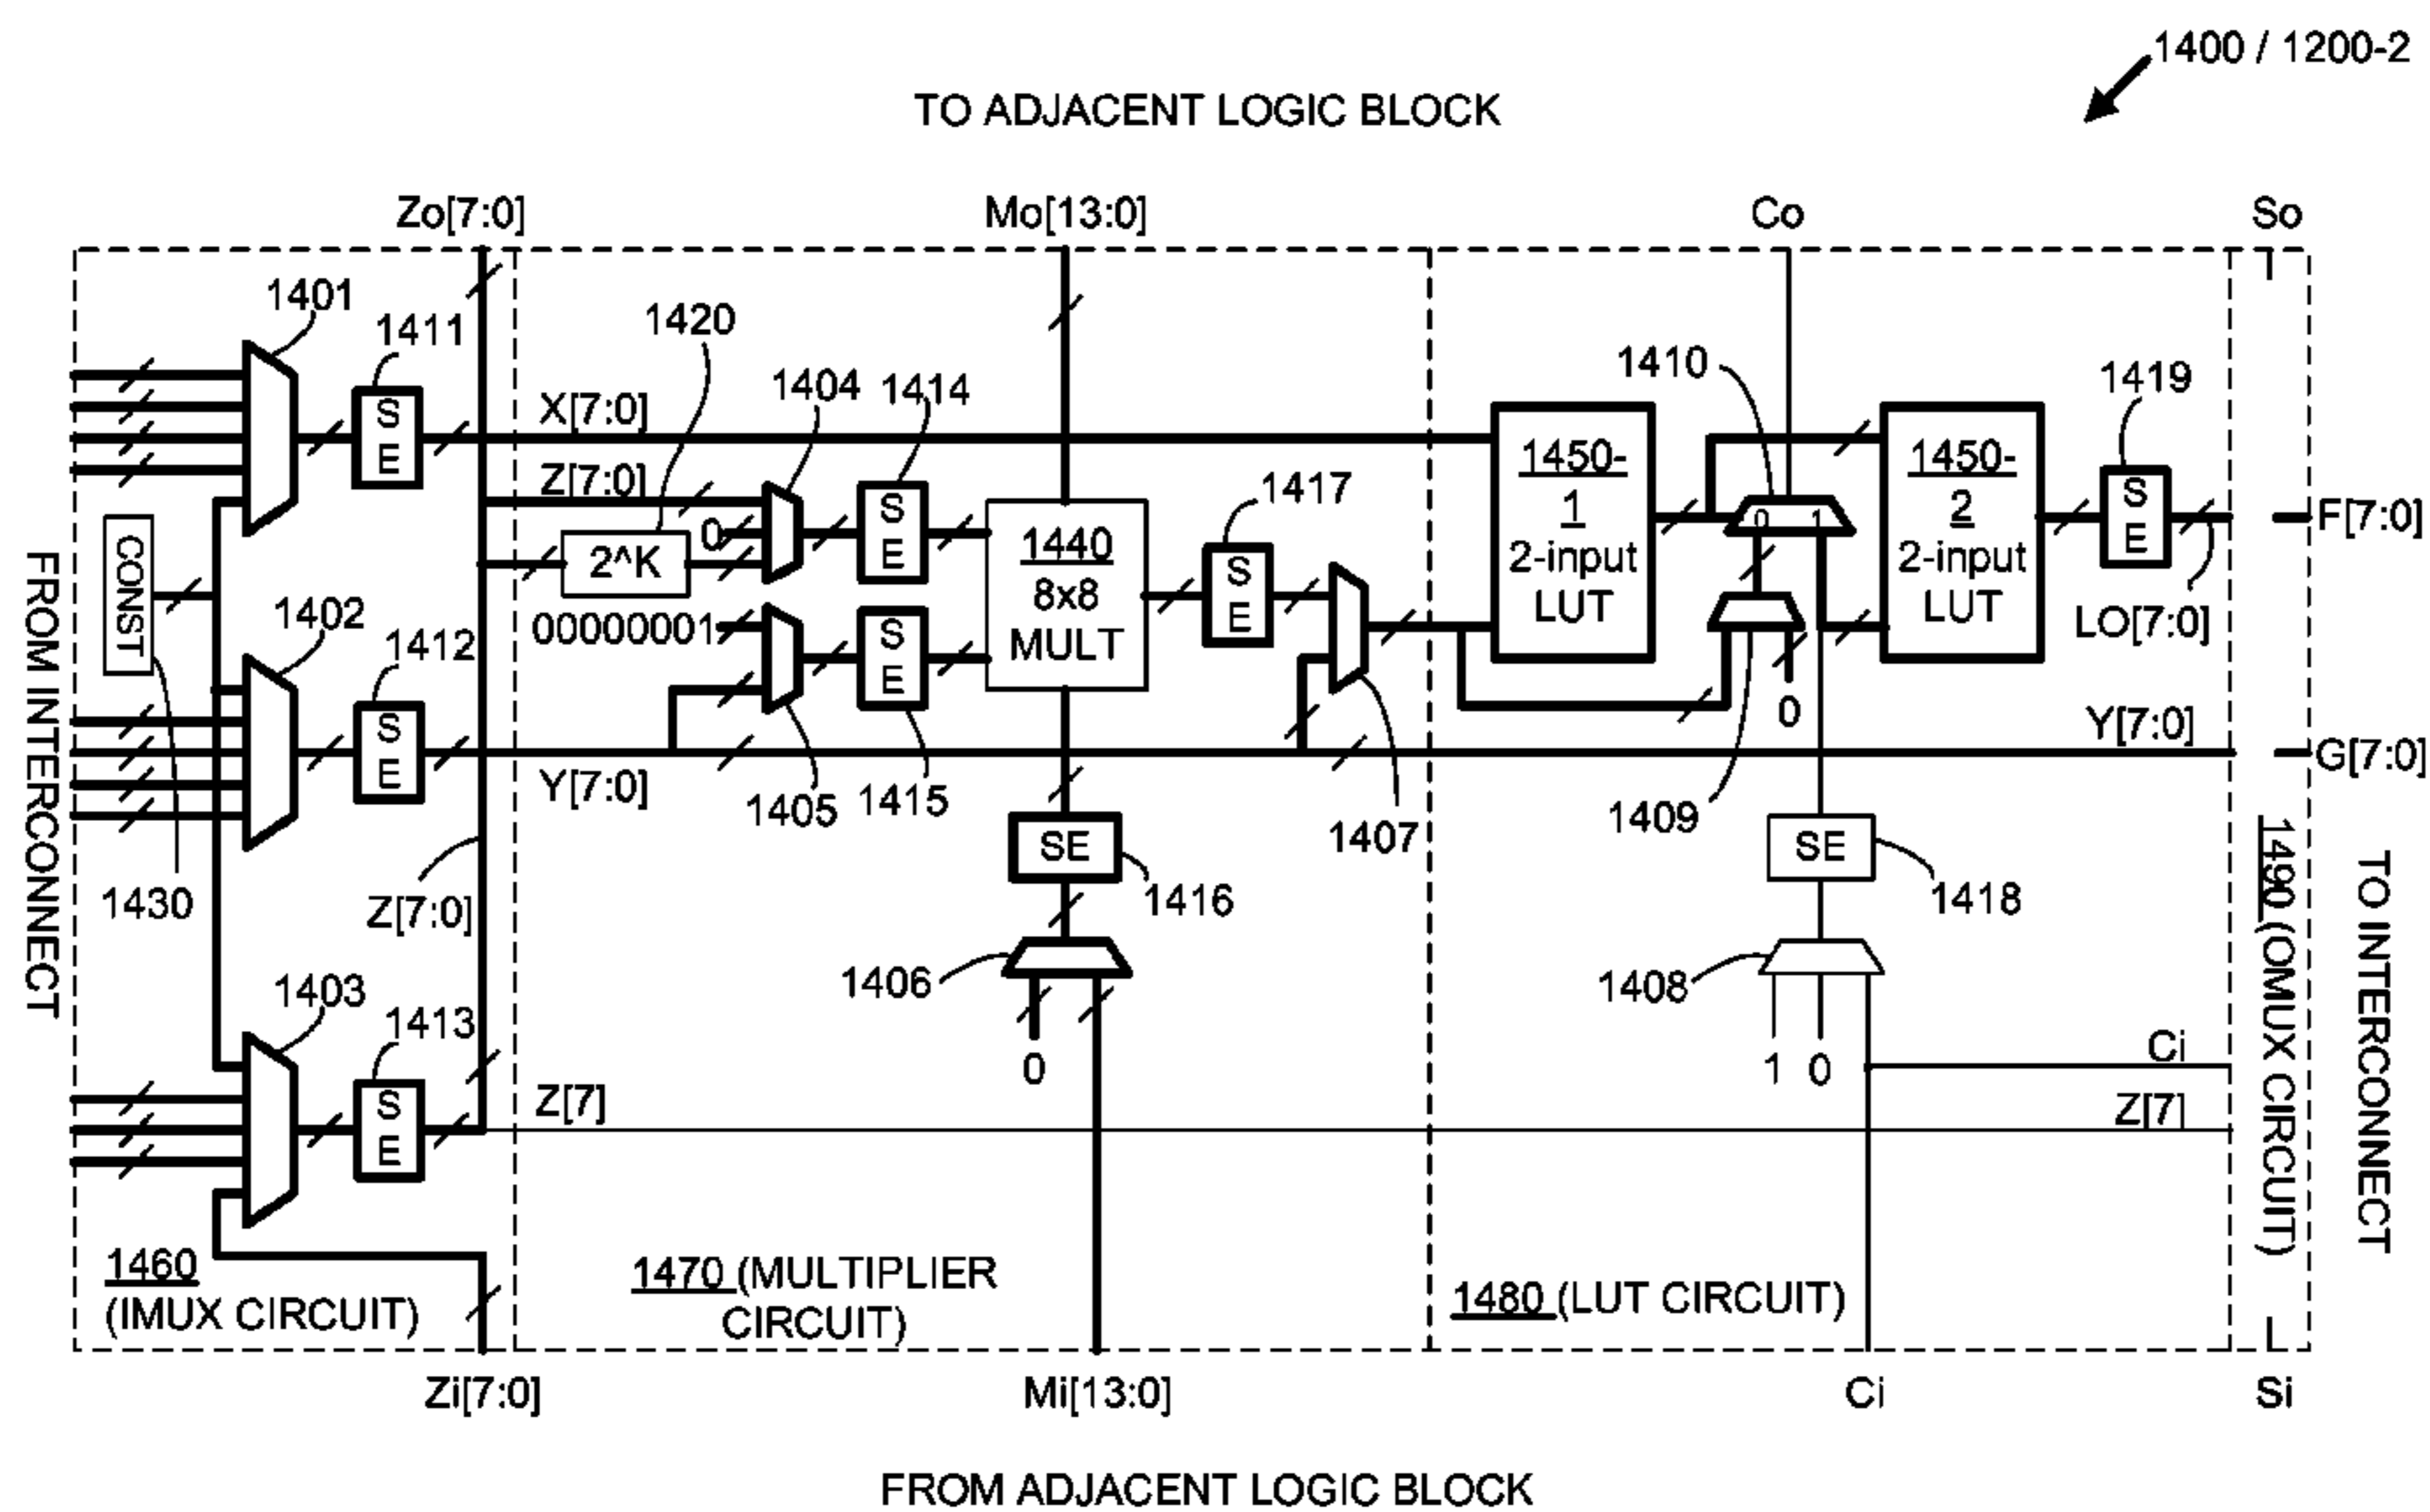 1400 / 1200-2
TO ADJACENT LOGIC BLOCK
Zo[7:0]
Mo[13:0]
Co
So
1401
1411
1420
1404
1414
1417
1410
1419
S
E
X[7:0]
Z[7:0]
0
2^K
S
E
1440
8x8
MULT
S
E
1450-
1
2-input
LUT
0
1
1450-
2
2-input
LUT
S
E
F[7:0]
LO[7:0]
FROM INTERCONNECT
CONST
1402
1412
00000001
S
E
0
S
E
Y[7:0]
Y[7:0]
G[7:0]
1405
1415
1407
1409
1430
Z[7:0]
SE
1416
SE
1418
1406
0
1408
1
0
1403
1413
S
E
Z[7]
Ci
Z[7]
1490 (OMUX CIRCUIT)
TO INTERCONNECT
1460
(IMUX CIRCUIT)
1470 (MULTIPLIER
CIRCUIT)
1480 (LUT CIRCUIT)
Zi[7:0]
Mi[13:0]
Ci
Si
FROM ADJACENT LOGIC BLOCK